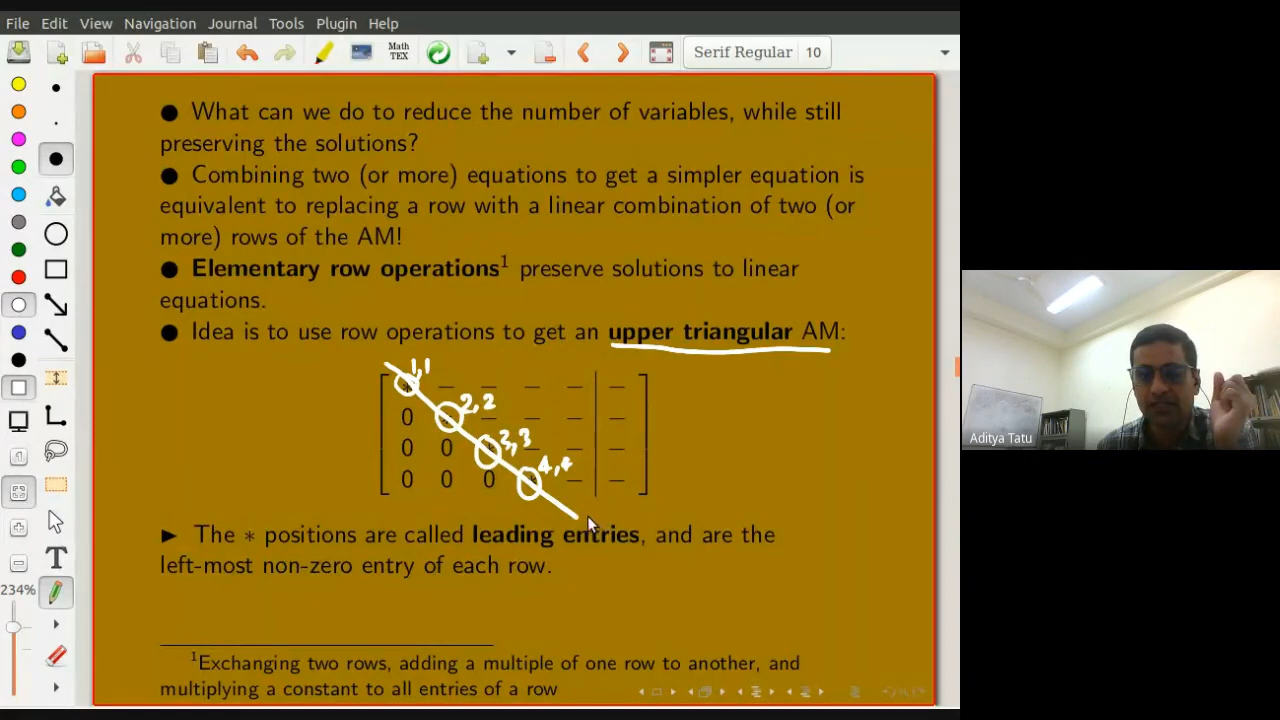 File Edit View Navigation Journal Tools Plugin Help
Math TEX Serif Regular 10
● What can we do to reduce the number of variables, while still
preserving the solutions?
● Combining two (or more) equations to get a simpler equation is
equivalent to replacing a row with a linear combination of two (or
more) rows of the AM!
● Elementary row operations¹ preserve solutions to linear
equations.
● Idea is to use row operations to get an upper triangular AM:
1,1 – – – – | –
0 2,2 – – – | –
0 0 3,3 – – | –
0 0 0 4,4 – | –
► The ∗ positions are called leading entries, and are the
left-most non-zero entry of each row.
¹Exchanging two rows, adding a multiple of one row to another, and
multiplying a constant to all entries of a row
234%
Aditya Tatu